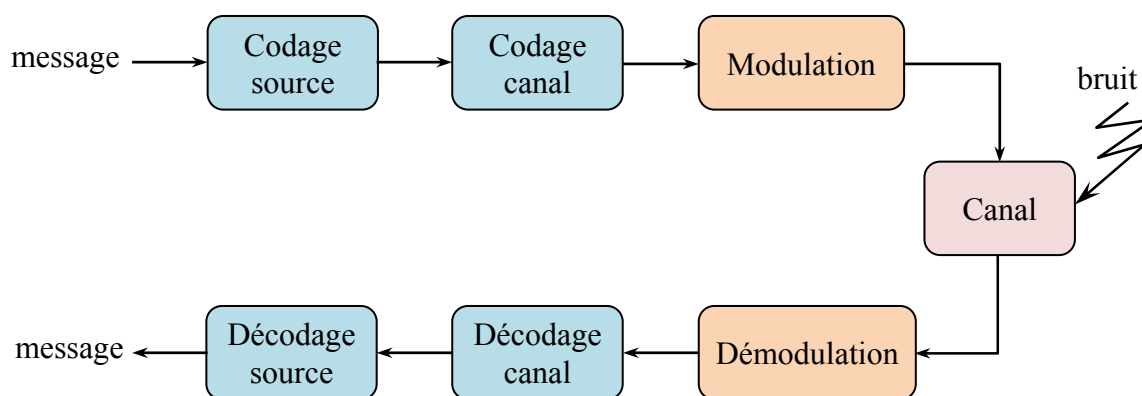 message
Codage
source
Codage
canal
Modulation
bruit
Canal
message
Décodage
source
Décodage
canal
Démodulation